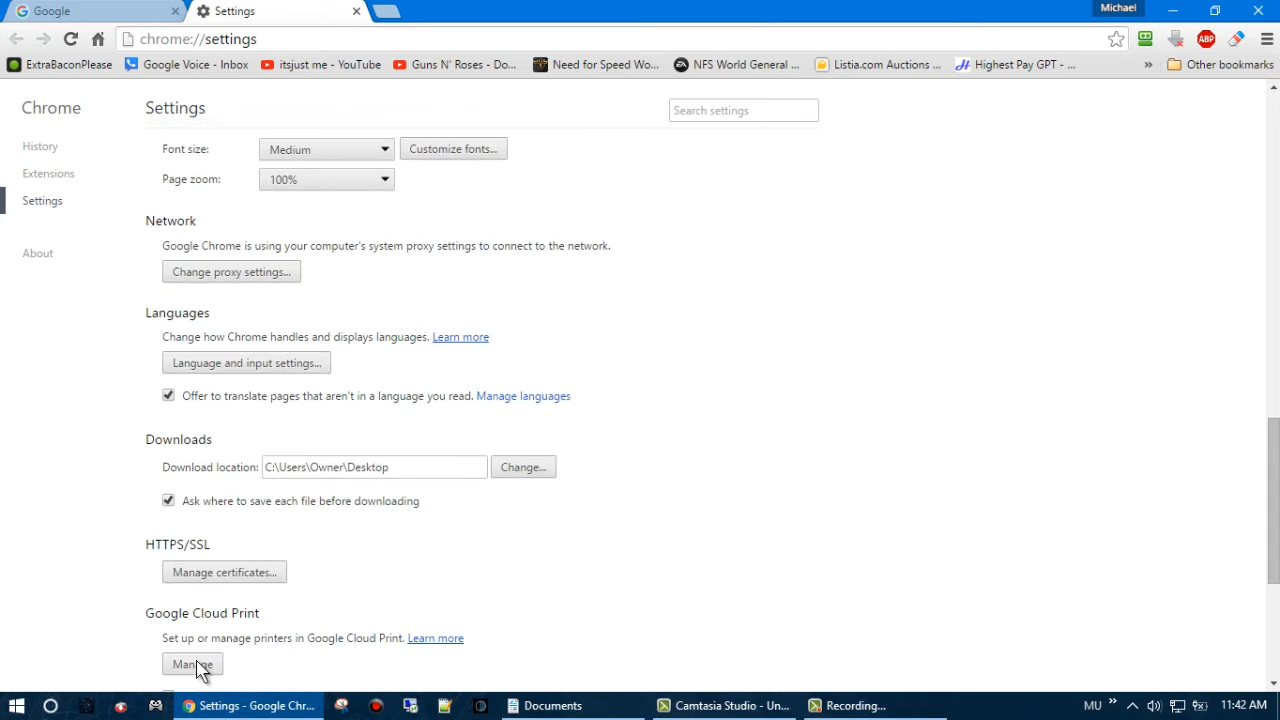 Google
Settings
Michael
chrome://settings
ABP
ExtraBaconPlease
Google Voice - Inbox
itsjust me - YouTube
Guns N' Roses - Do...
Need for Speed Wo...
NFS World General ...
Listia.com Auctions ...
Highest Pay GPT - ...
»
Other bookmarks
Chrome
Settings
Search settings
History
Extensions
Settings
About
Font size: Medium Customize fonts...
Page zoom: 100%
Network
Google Chrome is using your computer's system proxy settings to connect to the network.
Change proxy settings...
Languages
Change how Chrome handles and displays languages. Learn more
Language and input settings...
Offer to translate pages that aren't in a language you read. Manage languages
Downloads
Download location: C:\Users\Owner\Desktop Change...
Ask where to save each file before downloading
HTTPS/SSL
Manage certificates...
Google Cloud Print
Set up or manage printers in Google Cloud Print. Learn more
Manage
Settings - Google Chr...
Documents
Camtasia Studio - Un...
Recording...
MU
»
11:42 AM